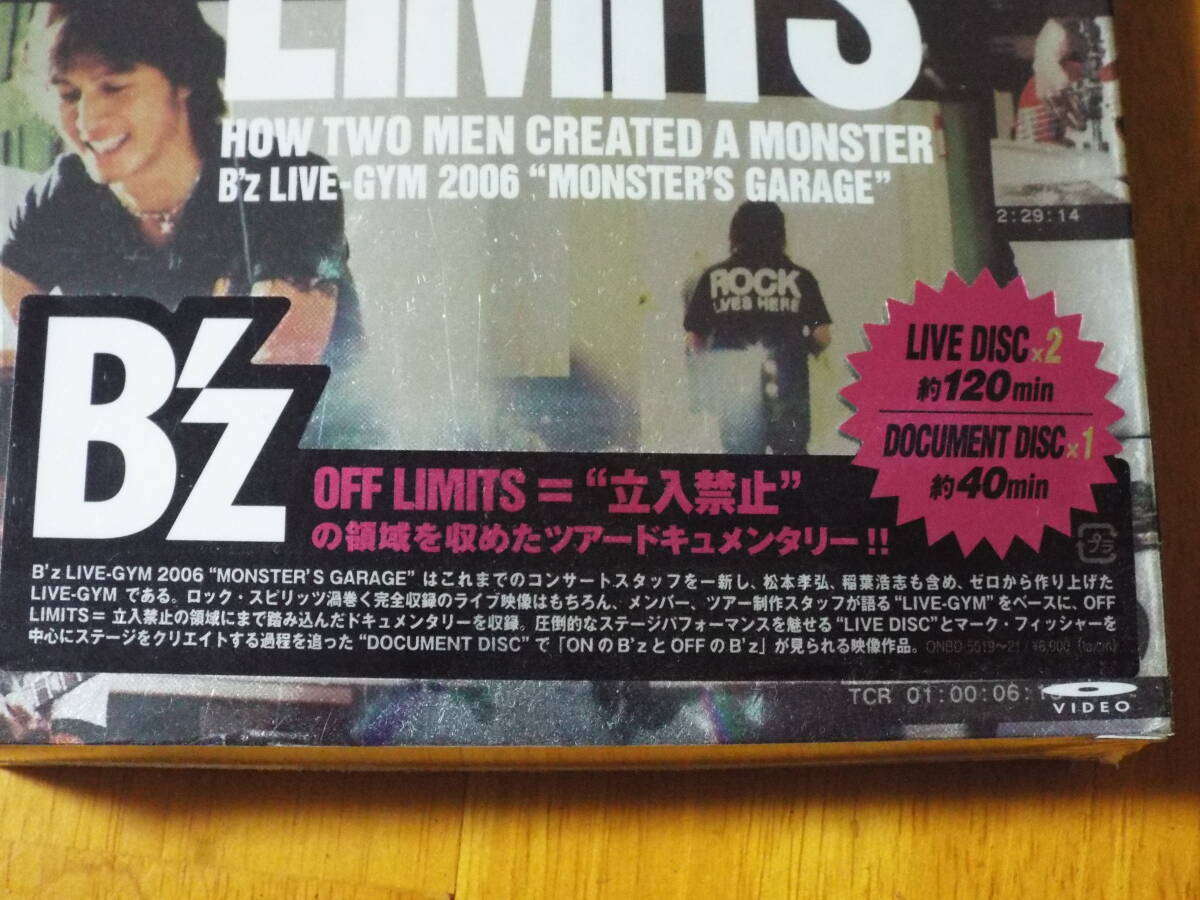 LIMITS
HOW TWO MEN CREATED A MONSTER
B'z LIVE-GYM 2006 “MONSTER'S GARAGE”
2:29:14
ROCK
LIVES HERE
LIVE DISC×2
約120min
DOCUMENT DISC×1
約40min
B'z
OFF LIMITS＝“立入禁止”
の領域を収めたツアードキュメンタリー!!
プラ
B'z LIVE-GYM 2006 “MONSTER'S GARAGE” はこれまでのコンサートスタッフを一新し、松本孝弘、稲葉浩志も含め、ゼロから作り上げた
LIVE-GYM である。ロック・スピリッツ渦巻く完全収録のライブ映像はもちろん、メンバー、ツアー制作スタッフが語る“LIVE-GYM”をベースに、OFF
LIMITS＝ 立入禁止の領域にまで踏み込んだドキュメンタリーを収録。圧倒的なステージパフォーマンスを魅せる“LIVE DISC”とマーク・フィッシャーを
中心にステージをクリエイトする過程を追った “DOCUMENT DISC” で「ONのB'zとOFFのB'z」が見られる映像作品。
TCR 01:00:06:
VIDEO